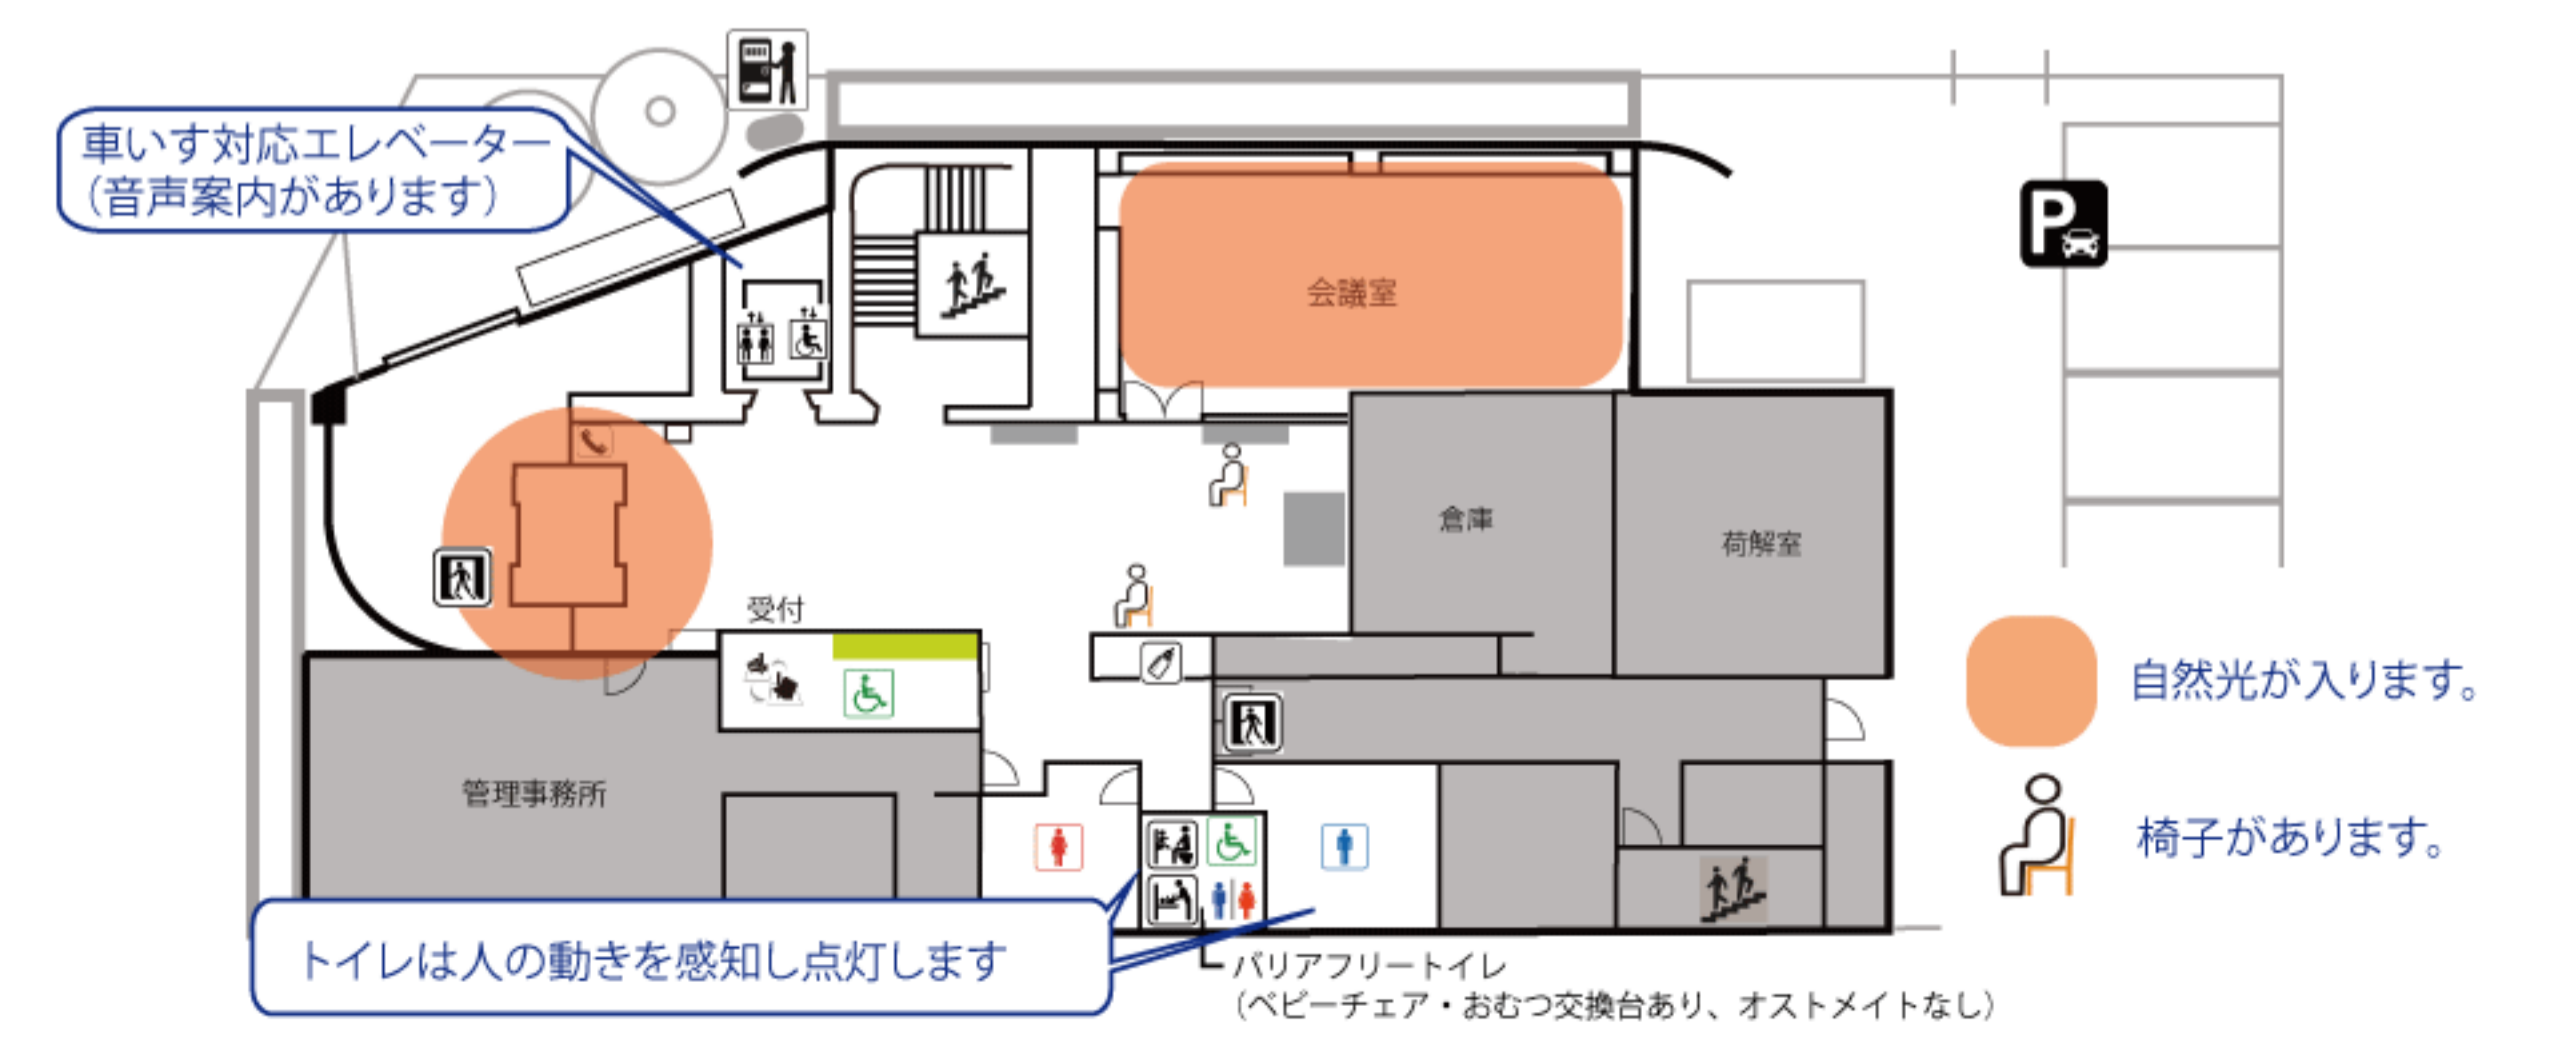 車いす対応エレベーター
（音声案内があります）
P
会議室
倉庫
荷解室
受付
自然光が入ります。
管理事務所
椅子があります。
トイレは人の動きを感知し点灯します
バリアフリートイレ
（ベビーチェア・おむつ交換台あり、オストメイトなし）